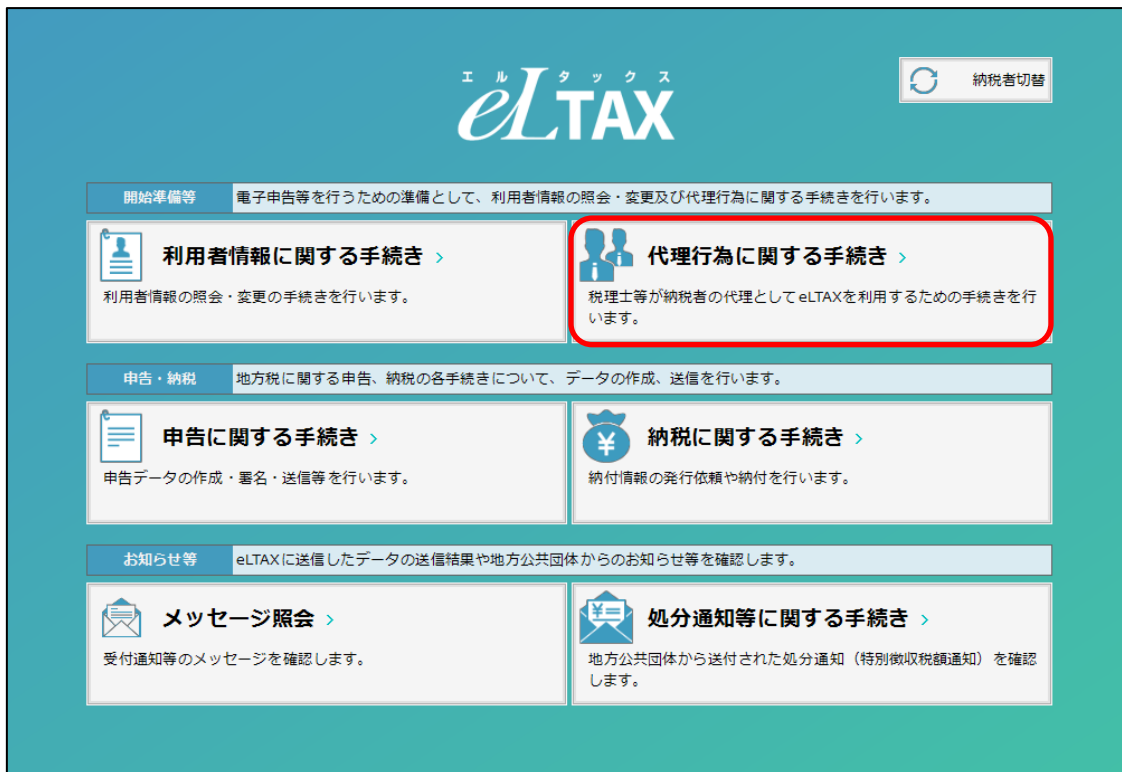 エルタックス
eLTAX
納税者切替
開始準備等 電子申告等を行うための準備として、利用者情報の照会・変更及び代理行為に関する手続きを行います。
利用者情報に関する手続き >
利用者情報の照会・変更の手続きを行います。
代理行為に関する手続き >
税理士等が納税者の代理としてeLTAXを利用するための手続きを行
います。
申告・納税 地方税に関する申告、納税の各手続きについて、データの作成、送信を行います。
申告に関する手続き >
申告データの作成・署名・送信等を行います。
納税に関する手続き >
納付情報の発行依頼や納付を行います。
お知らせ等 eLTAXに送信したデータの送信結果や地方公共団体からのお知らせ等を確認します。
メッセージ照会 >
受付通知等のメッセージを確認します。
処分通知等に関する手続き >
地方公共団体から送付された処分通知（特別徴収税額通知）を確認
します。